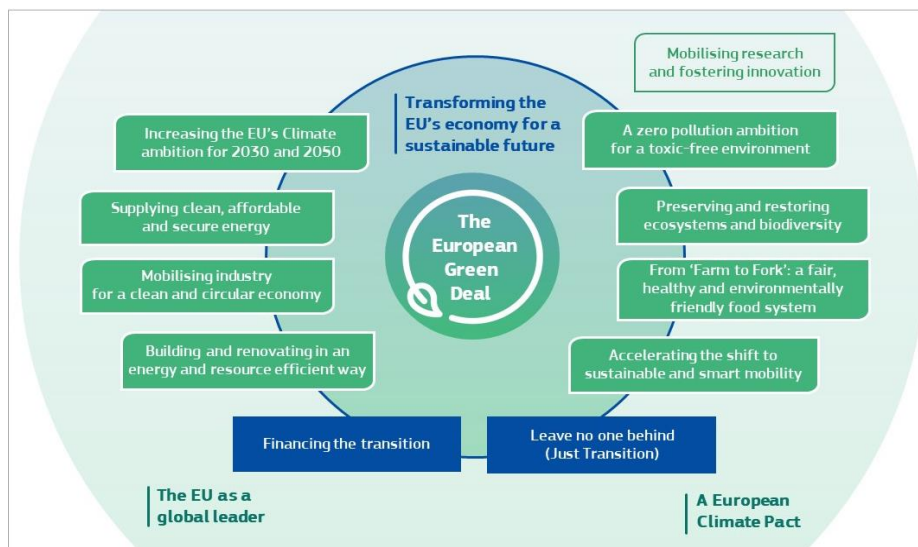 Mobilising research
and fostering innovation
Transforming the
EU's economy for a
sustainable future
Increasing the EU's Climate
ambition for 2030 and 2050
A zero pollution ambition
for a toxic-free environment
Supplying clean, affordable
and secure energy
Preserving and restoring
ecosystems and biodiversity
The
European
Green
Deal
Mobilising industry
for a clean and circular economy
From ‘Farm to Fork’: a fair,
healthy and environmentally
friendly food system
Building and renovating in an
energy and resource efficient way
Accelerating the shift to
sustainable and smart mobility
Financing the transition
Leave no one behind
(Just Transition)
The EU as a
global leader
A European
Climate Pact